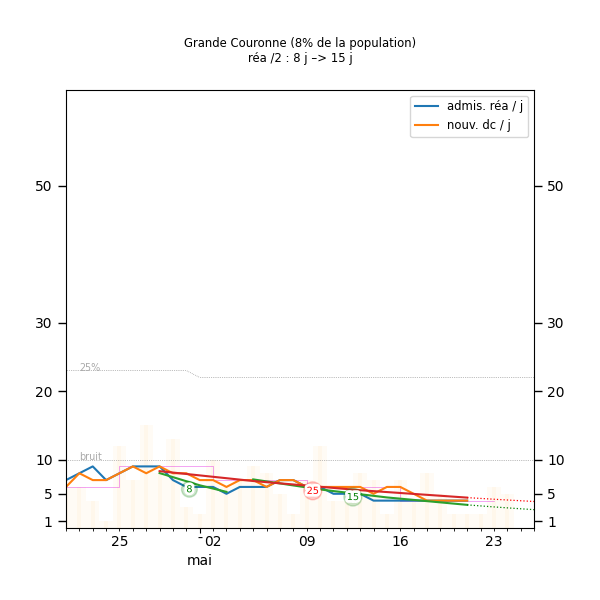 Grande Couronne (8% de la population)
réa /2 : 8 j –> 15 j
admis. réa / j
nouv. dc / j
50 50
30 30
25%
20 20
bruit
10 10
8 25 15
5 5
1 1
25 02 09 16 23
mai